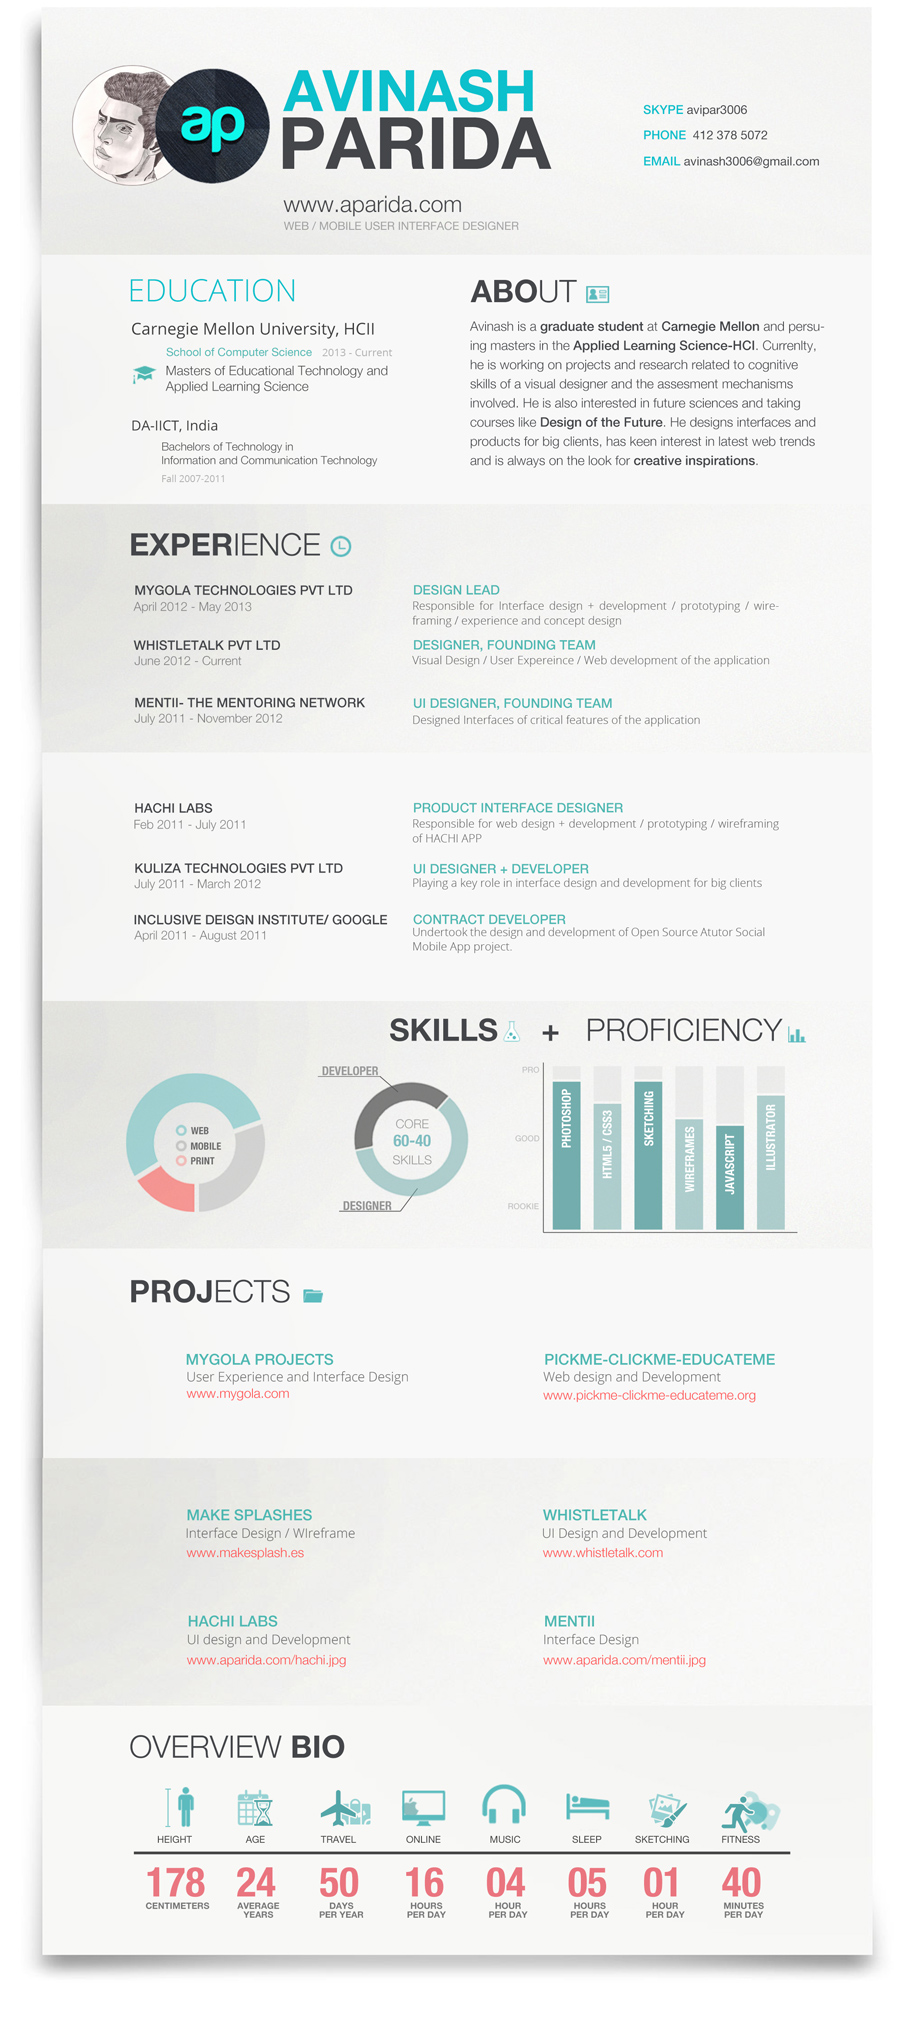 ap
AVINASH
PARIDA
www.aparida.com
WEB / MOBILE USER INTERFACE DESIGNER
SKYPE avipar3006
PHONE 412 378 5072
EMAIL avinash3006@gmail.com
EDUCATION
Carnegie Mellon University, HCII
School of Computer Science 2013 - Current
Masters of Educational Technology and
Applied Learning Science
DA-IICT, India
Bachelors of Technology in
Information and Communication Technology
Fall 2007-2011
ABOUT
Avinash is a graduate student at Carnegie Mellon and persu-
ing masters in the Applied Learning Science-HCI. Currenlty,
he is working on projects and research related to cognitive
skills of a visual designer and the assesment mechanisms
involved. He is also interested in future sciences and taking
courses like Design of the Future. He designs interfaces and
products for big clients, has keen interest in latest web trends
and is always on the look for creative inspirations.
EXPERIENCE
MYGOLA TECHNOLOGIES PVT LTD
April 2012 - May 2013
DESIGN LEAD
Responsible for Interface design + development / prototyping / wire-
framing / experience and concept design
WHISTLETALK PVT LTD
June 2012 - Current
DESIGNER, FOUNDING TEAM
Visual Design / User Expereince / Web development of the application
MENTII- THE MENTORING NETWORK
July 2011 - November 2012
UI DESIGNER, FOUNDING TEAM
Designed Interfaces of critical features of the application
HACHI LABS
Feb 2011 - July 2011
PRODUCT INTERFACE DESIGNER
Responsible for web design + development / prototyping / wireframing
of HACHI APP
KULIZA TECHNOLOGIES PVT LTD
July 2011 - March 2012
UI DESIGNER + DEVELOPER
Playing a key role in interface design and development for big clients
INCLUSIVE DEISGN INSTITUTE/ GOOGLE
April 2011 - August 2011
CONTRACT DEVELOPER
Undertook the design and development of Open Source Atutor Social
Mobile App project.
SKILLS + PROFICIENCY
WEB
MOBILE
PRINT
DEVELOPER
CORE
60-40
SKILLS
DESIGNER
PRO
GOOD
ROOKIE
PHOTOSHOP
HTML5 / CSS3
SKETCHING
WIREFRAMES
JAVASCRIPT
ILLUSTRATOR
PROJECTS
MYGOLA PROJECTS
User Experience and Interface Design
www.mygola.com
PICKME-CLICKME-EDUCATEME
Web design and Development
www.pickme-clickme-educateme.org
MAKE SPLASHES
Interface Design / WIreframe
www.makesplash.es
WHISTLETALK
UI Design and Development
www.whistletalk.com
HACHI LABS
UI design and Development
www.aparida.com/hachi.jpg
MENTII
Interface Design
www.aparida.com/mentii.jpg
OVERVIEW BIO
HEIGHT AGE TRAVEL ONLINE MUSIC SLEEP SKETCHING FITNESS
178 24 50 16 04 05 01 40
CENTIMETERS AVERAGE DAYS HOURS HOUR HOURS HOUR MINUTES
YEARS PER YEAR PER DAY PER DAY PER DAY PER DAY PER DAY